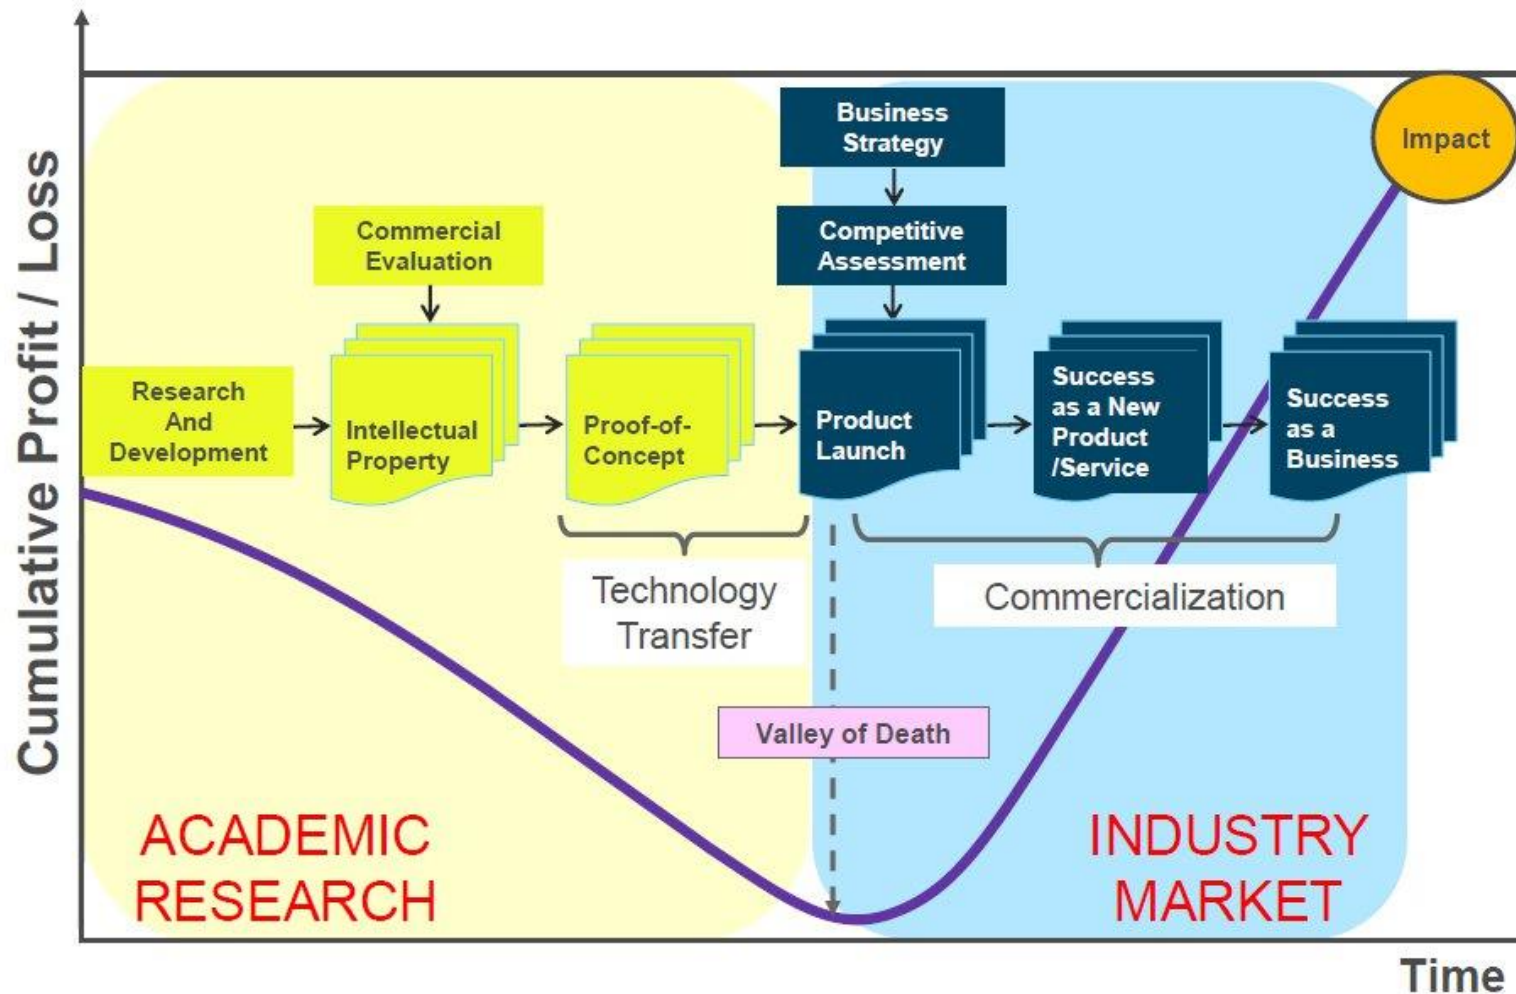 Cumulative Profit / Loss
Business
Strategy
Impact
Commercial
Evaluation
Competitive
Assessment
Research
And
Development
Intellectual
Property
Proof-of-
Concept
Product
Launch
Success
as a New
Product
/Service
Success
as a
Business
Technology
Transfer
Commercialization
Valley of Death
ACADEMIC
RESEARCH
INDUSTRY
MARKET
Time